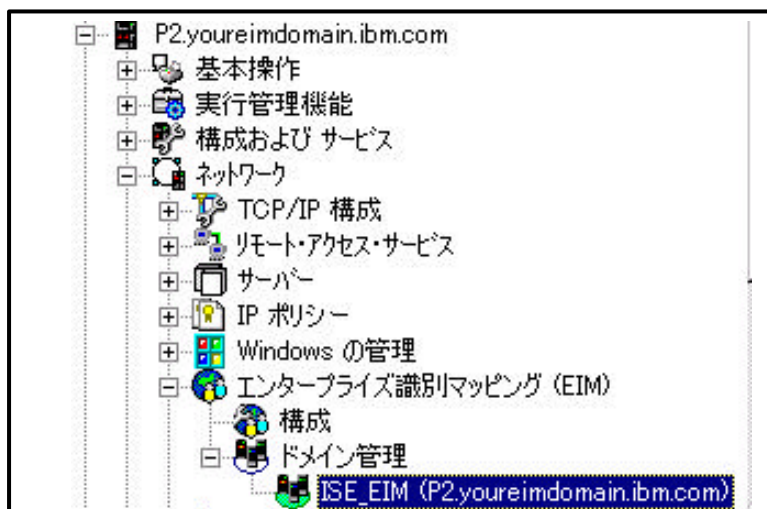 P2.youreimdomain.ibm.com
基本操作
実行管理機能
構成および サービス
ネットワーク
TCP/IP 構成
リモート・アクセス・サービス
サーバー
IP ポリシー
Windows の管理
エンタープライズ識別マッピング (EIM)
構成
ドメイン管理
ISE_EIM (P2.youreimdomain.ibm.com)